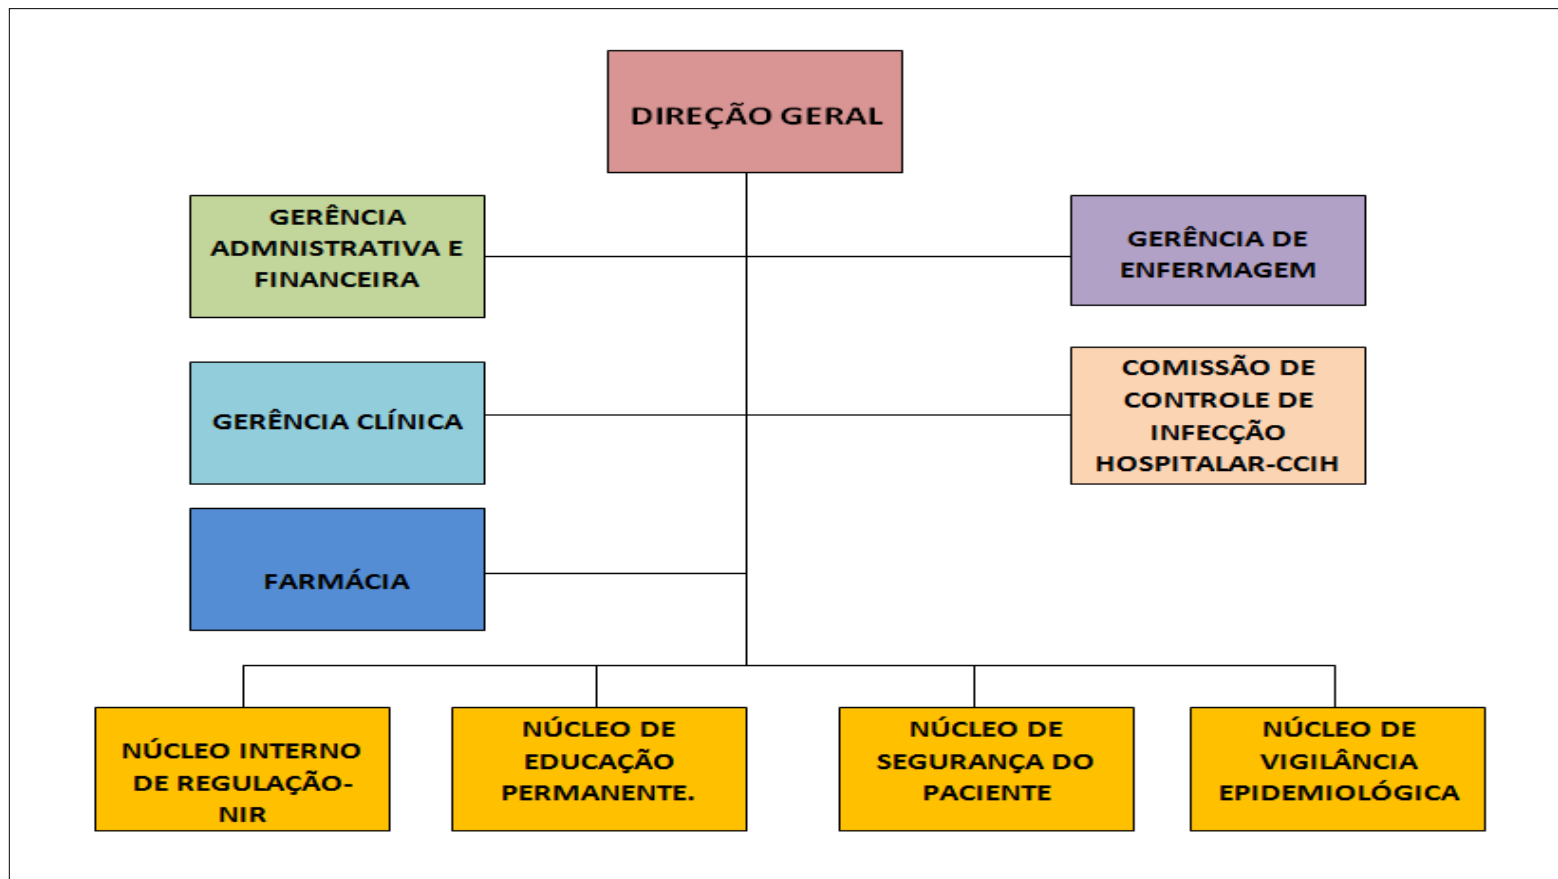 DIREÇÃO GERAL
GERÊNCIA
ADMNISTRATIVA E
FINANCEIRA
GERÊNCIA DE
ENFERMAGEM
GERÊNCIA CLÍNICA
COMISSÃO DE
CONTROLE DE
INFECÇÃO
HOSPITALAR-CCIH
FARMÁCIA
NÚCLEO INTERNO
DE REGULAÇÃO-
NIR
NÚCLEO DE
EDUCAÇÃO
PERMANENTE.
NÚCLEO DE
SEGURANÇA DO
PACIENTE
NÚCLEO DE
VIGILÂNCIA
EPIDEMIOLÓGICA